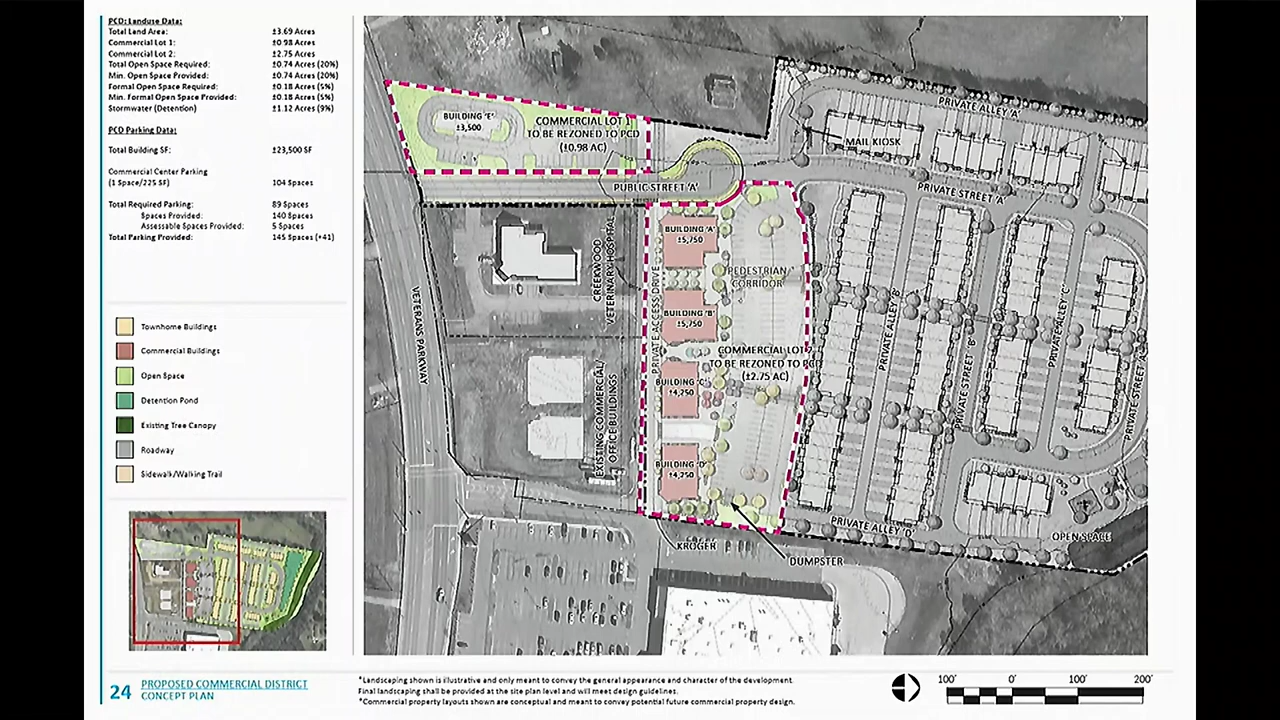 PCD: Landuse Data:
Total Land Area: ±3.69 Acres
Commercial Lot 1: ±0.98 Acres
Commercial Lot 2: ±2.75 Acres
Total Open Space Required: ±0.74 Acres (20%)
Min. Open Space Provided: ±0.74 Acres (20%)
Formal Open Space Required: ±0.18 Acres (5%)
Min. Formal Open Space Provided: ±0.18 Acres (5%)
Stormwater (Detention) ±1.12 Acres (9%)
PCD Parking Data:
Total Building SF: ±23,500 SF
Commercial Center Parking
(1 Space/225 SF) 104 Spaces
Total Required Parking: 89 Spaces
Spaces Provided: 140 Spaces
Assessable Spaces Provided: 5 Spaces
Total Parking Provided: 145 Spaces (+41)
Townhome Buildings
Commercial Buildings
Open Space
Detention Pond
Existing Tree Canopy
Roadway
Sidewalk/Walking Trail
BUILDING 'E'
±3,500
COMMERCIAL LOT 1
TO BE REZONED TO PCD
(±0.98 AC)
PUBLIC STREET 'A'
PRIVATE ALLEY 'A'
MAIL KIOSK
PRIVATE STREET 'A'
VETERANS PARKWAY
CREEKWOOD
VETERINARY HOSPITAL
EXISTING COMMERCIAL/
OFFICE BUILDINGS
PRIVATE ACCESS DRIVE
BUILDING 'A'
±5,750
BUILDING 'B'
±5,750
BUILDING 'C'
±4,250
BUILDING 'D'
±4,250
PEDESTRIAN
CORRIDOR
COMMERCIAL LOT 2
TO BE REZONED TO PCD
(±2.75 AC)
PRIVATE ALLEY 'B'
PRIVATE STREET 'B'
PRIVATE ALLEY 'C'
PRIVATE STREET 'A'
PRIVATE ALLEY 'D'
OPEN SPACE
KROGER
DUMPSTER
24 PROPOSED COMMERCIAL DISTRICT
CONCEPT PLAN
*Landscaping shown is illustrative and only meant to convey the general appearance and character of the development.
Final landscaping shall be provided at the site plan level and will meet design guidelines.
*Commercial property layouts shown are conceptual and meant to convey potential future commercial property design.
100' 0' 100' 200'